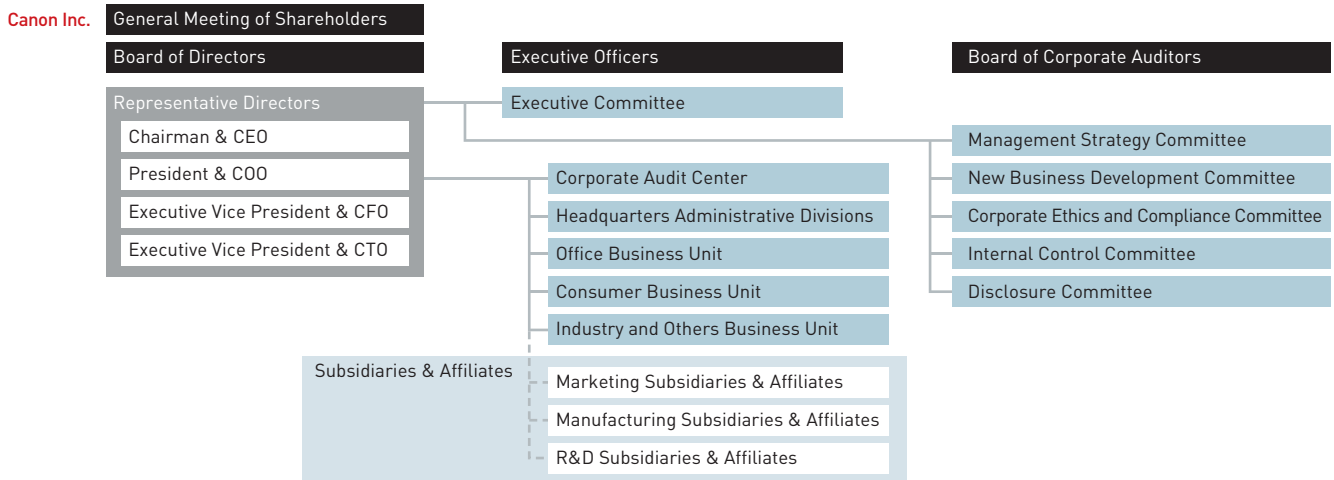 Canon Inc.
General Meeting of Shareholders
Board of Directors
Executive Officers
Board of Corporate Auditors
Representative Directors
Executive Committee
Chairman & CEO
Management Strategy Committee
President & COO
Corporate Audit Center
New Business Development Committee
Executive Vice President & CFO
Headquarters Administrative Divisions
Corporate Ethics and Compliance Committee
Executive Vice President & CTO
Office Business Unit
Internal Control Committee
Consumer Business Unit
Disclosure Committee
Industry and Others Business Unit
Subsidiaries & Affiliates
Marketing Subsidiaries & Affiliates
Manufacturing Subsidiaries & Affiliates
R&D Subsidiaries & Affiliates